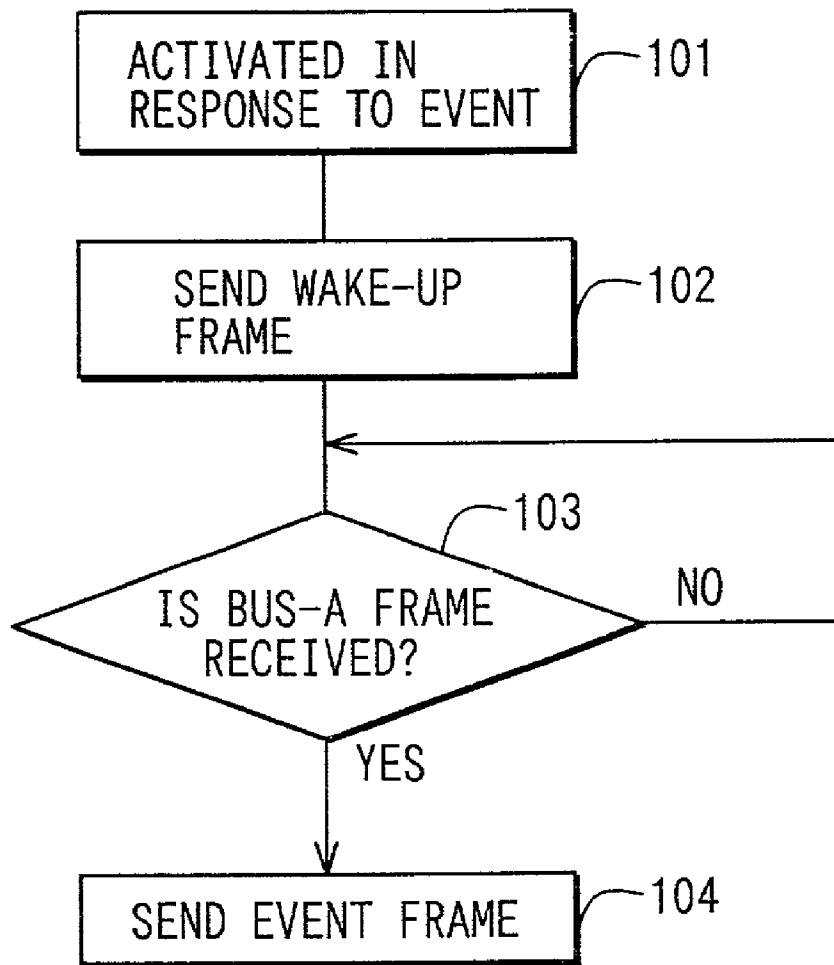 ACTIVATED IN
RESPONSE TO EVENT
101
SEND WAKE-UP
FRAME
102
103
IS BUS-A FRAME
RECEIVED?
NO
YES
SEND EVENT FRAME
104